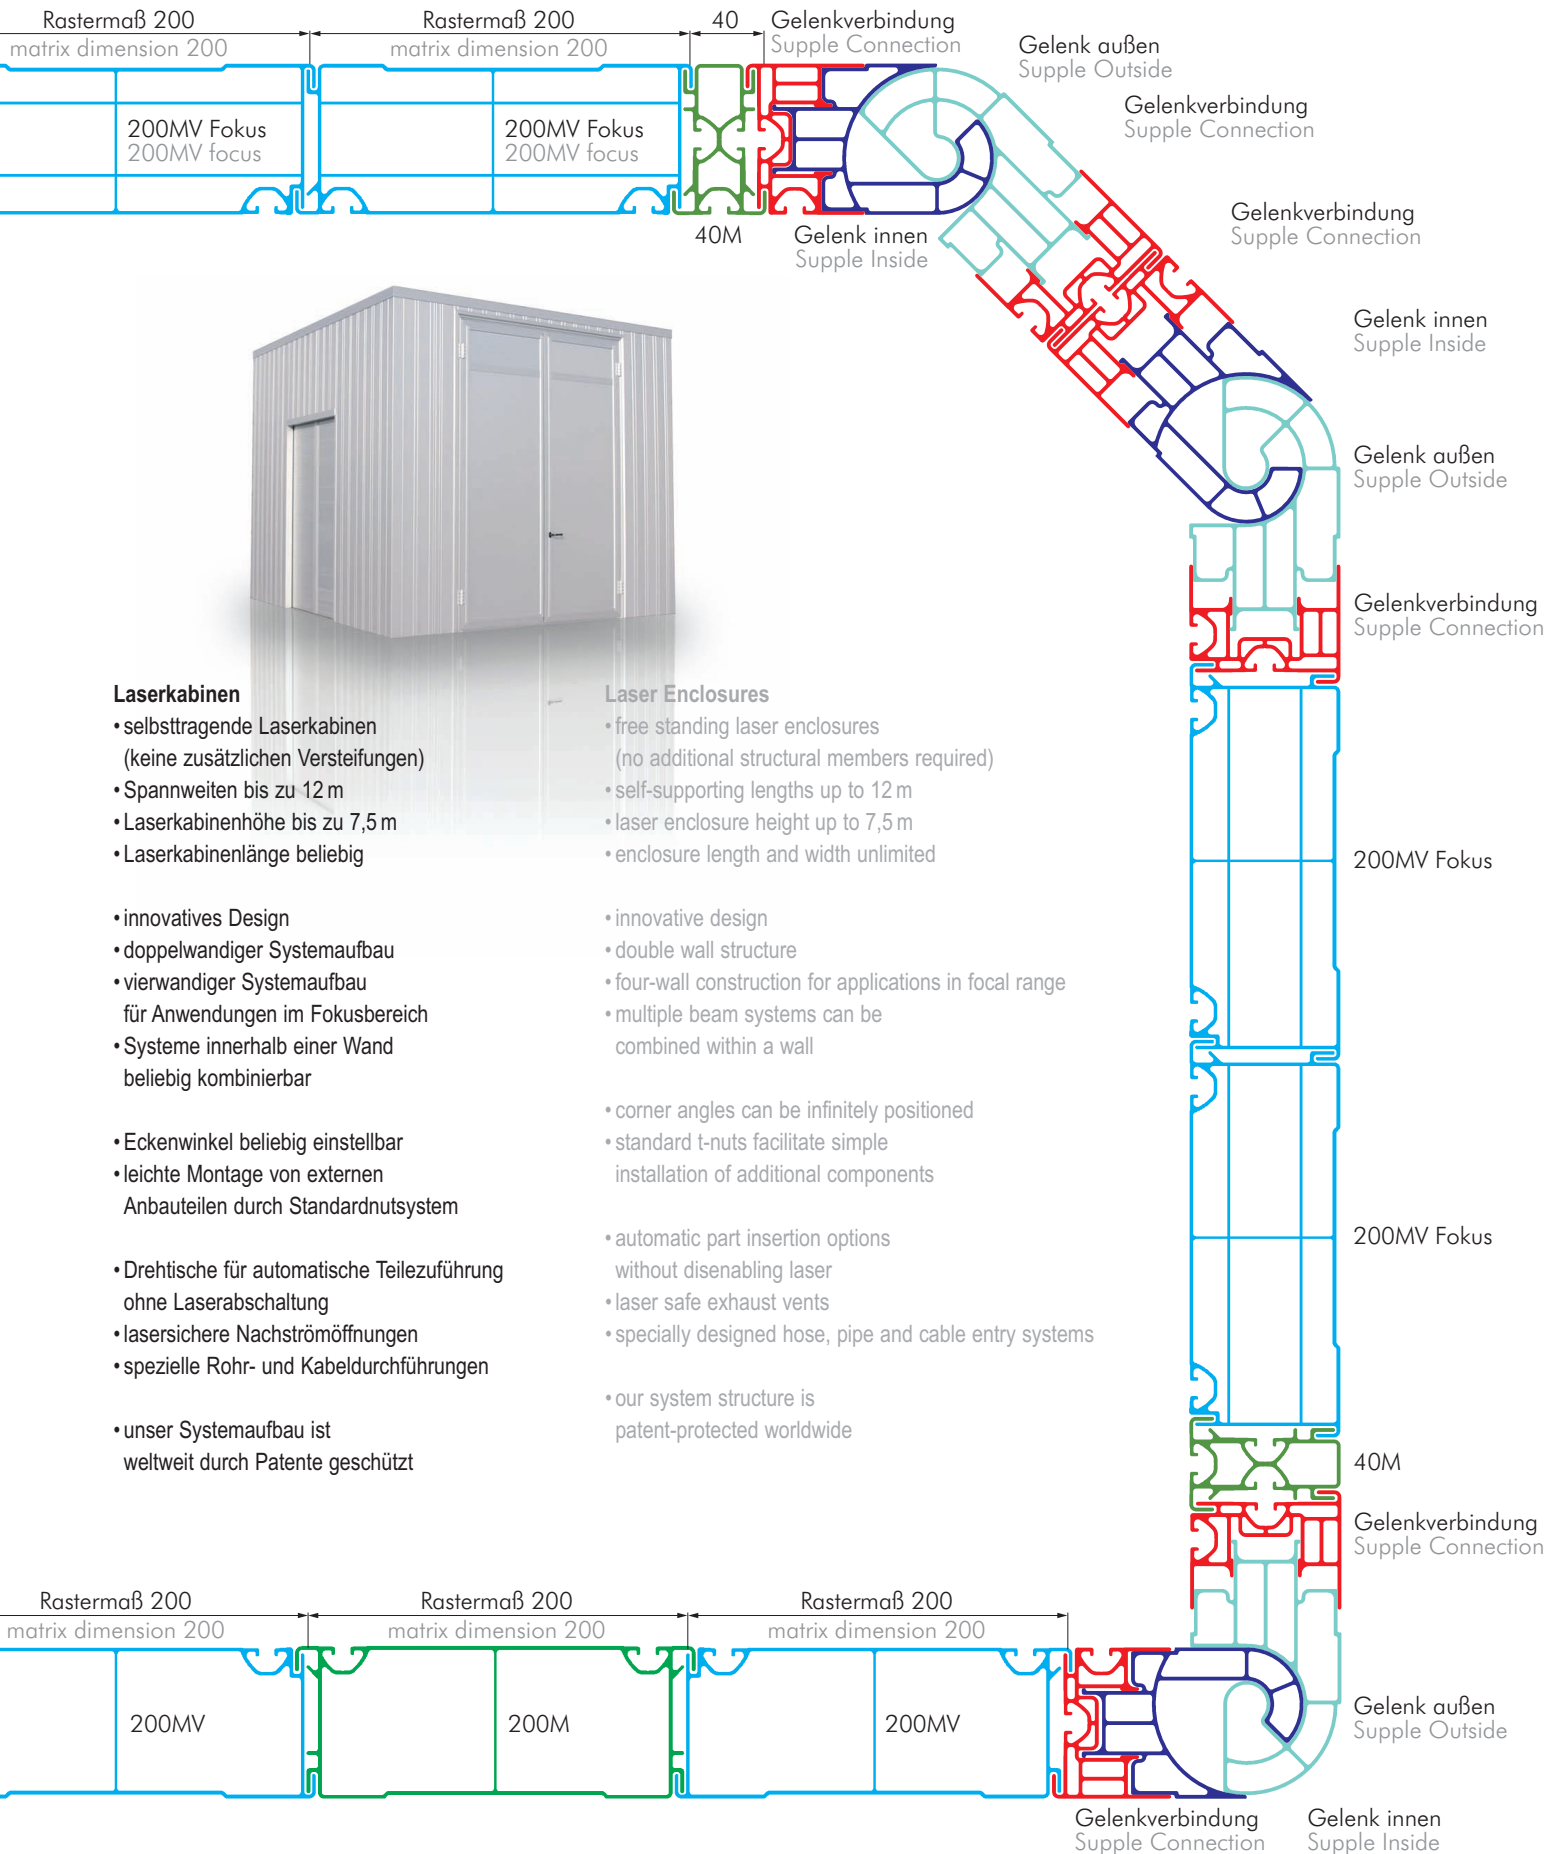 Rastermaß 200
matrix dimension 200
Rastermaß 200
matrix dimension 200
40
Gelenkverbindung
Supple Connection
Gelenk außen
Supple Outside
Gelenkverbindung
Supple Connection
200MV Fokus
200MV focus
200MV Fokus
200MV focus
40M
Gelenk innen
Supple Inside
Gelenkverbindung
Supple Connection
Gelenk innen
Supple Inside
Gelenk außen
Supple Outside
Gelenkverbindung
Supple Connection
Laserkabinen
• selbsttragende Laserkabinen
(keine zusätzlichen Versteifungen)
• Spannweiten bis zu 12 m
• Laserkabinenhöhe bis zu 7,5 m
• Laserkabinenlänge beliebig
• innovatives Design
• doppelwandiger Systemaufbau
• vierwandiger Systemaufbau
für Anwendungen im Fokusbereich
• Systeme innerhalb einer Wand
beliebig kombinierbar
• Eckenwinkel beliebig einstellbar
• leichte Montage von externen
Anbauteilen durch Standardnutsystem
• Drehtische für automatische Teilezuführung
ohne Laserabschaltung
• lasersichere Nachströmöffnungen
• spezielle Rohr- und Kabeldurchführungen
• unser Systemaufbau ist
weltweit durch Patente geschützt
Laser Enclosures
• free standing laser enclosures
(no additional structural members required)
• self-supporting lengths up to 12 m
• laser enclosure height up to 7,5 m
• enclosure length and width unlimited
• innovative design
• double wall structure
• four-wall construction for applications in focal range
• multiple beam systems can be
combined within a wall
• corner angles can be infinitely positioned
• standard t-nuts facilitate simple
installation of additional components
• automatic part insertion options
without disenabling laser
• laser safe exhaust vents
• specially designed hose, pipe and cable entry systems
• our system structure is
patent-protected worldwide
200MV Fokus
200MV Fokus
40M
Gelenkverbindung
Supple Connection
Rastermaß 200
matrix dimension 200
Rastermaß 200
matrix dimension 200
Rastermaß 200
matrix dimension 200
200MV
200M
200MV
Gelenk außen
Supple Outside
Gelenkverbindung
Supple Connection
Gelenk innen
Supple Inside